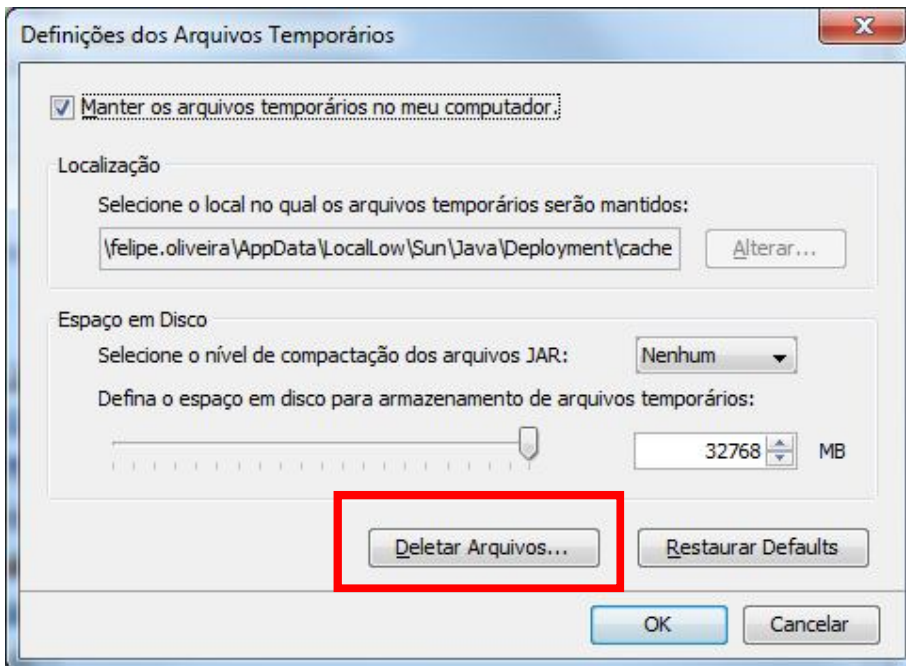 Definições dos Arquivos Temporários
Manter os arquivos temporários no meu computador.
Localização
Selecione o local no qual os arquivos temporários serão mantidos:
\felipe.oliveira\AppData\LocalLow\Sun\Java\Deployment\cache Alterar...
Espaço em Disco
Selecione o nível de compactação dos arquivos JAR: Nenhum
Defina o espaço em disco para armazenamento de arquivos temporários:
32768 MB
Deletar Arquivos... Restaurar Defaults
OK Cancelar